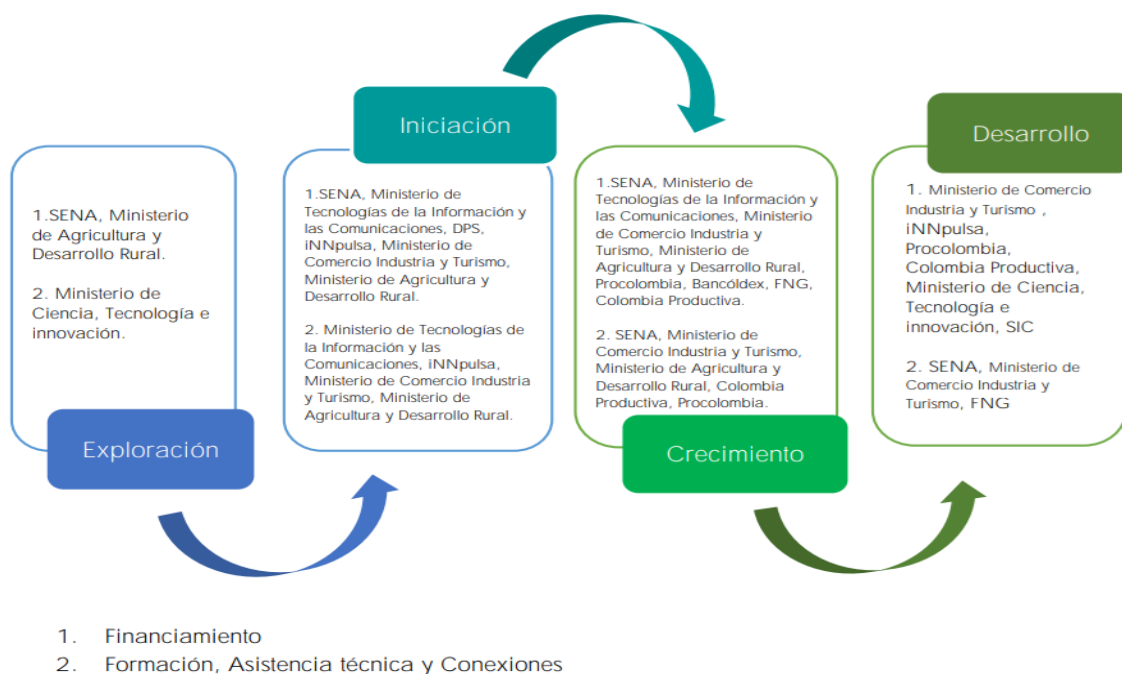 Exploración
1.SENA, Ministerio
de Agricultura y
Desarrollo Rural.
2. Ministerio de
Ciencia, Tecnología e
innovación.
Iniciación
1.SENA, Ministerio de
Tecnologías de la Información y
las Comunicaciones, DPS,
iNNpulsa, Ministerio de
Comercio Industria y Turismo,
Ministerio de Agricultura y
Desarrollo Rural.
2. Ministerio de Tecnologías de
la Información y las
Comunicaciones, iNNpulsa,
Ministerio de Comercio Industria
y Turismo, Ministerio de
Agricultura y Desarrollo Rural.
Crecimiento
1.SENA, Ministerio de
Tecnologías de la Información y
las Comunicaciones, Ministerio
de Comercio Industria y
Turismo, Ministerio de
Agricultura y Desarrollo Rural,
Procolombia, Bancóldex, FNG,
Colombia Productiva.
2. SENA, Ministerio de
Comercio Industria y Turismo,
Ministerio de Agricultura y
Desarrollo Rural, Colombia
Productiva, Procolombia.
Desarrollo
1. Ministerio de Comercio
Industria y Turismo ,
iNNpulsa,
Procolombia,
Colombia Productiva,
Ministerio de Ciencia,
Tecnología e
innovación, SIC
2. SENA, Ministerio de
Comercio Industria y
Turismo, FNG
1. Financiamiento
2. Formación, Asistencia técnica y Conexiones